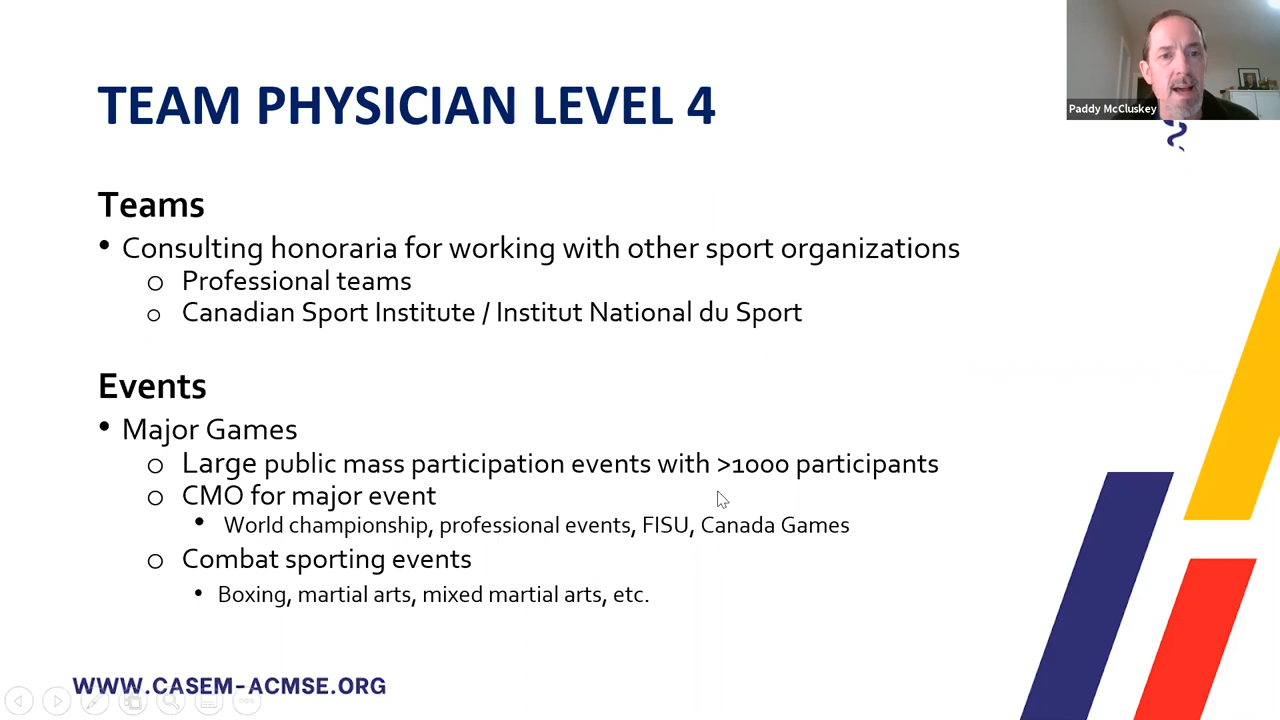 TEAM PHYSICIAN LEVEL 4
Paddy McCluskey
Teams
• Consulting honoraria for working with other sport organizations
o Professional teams
o Canadian Sport Institute / Institut National du Sport
Events
• Major Games
o Large public mass participation events with >1000 participants
o CMO for major event
• World championship, professional events, FISU, Canada Games
o Combat sporting events
• Boxing, martial arts, mixed martial arts, etc.
WWW.CASEM-ACMSE.ORG